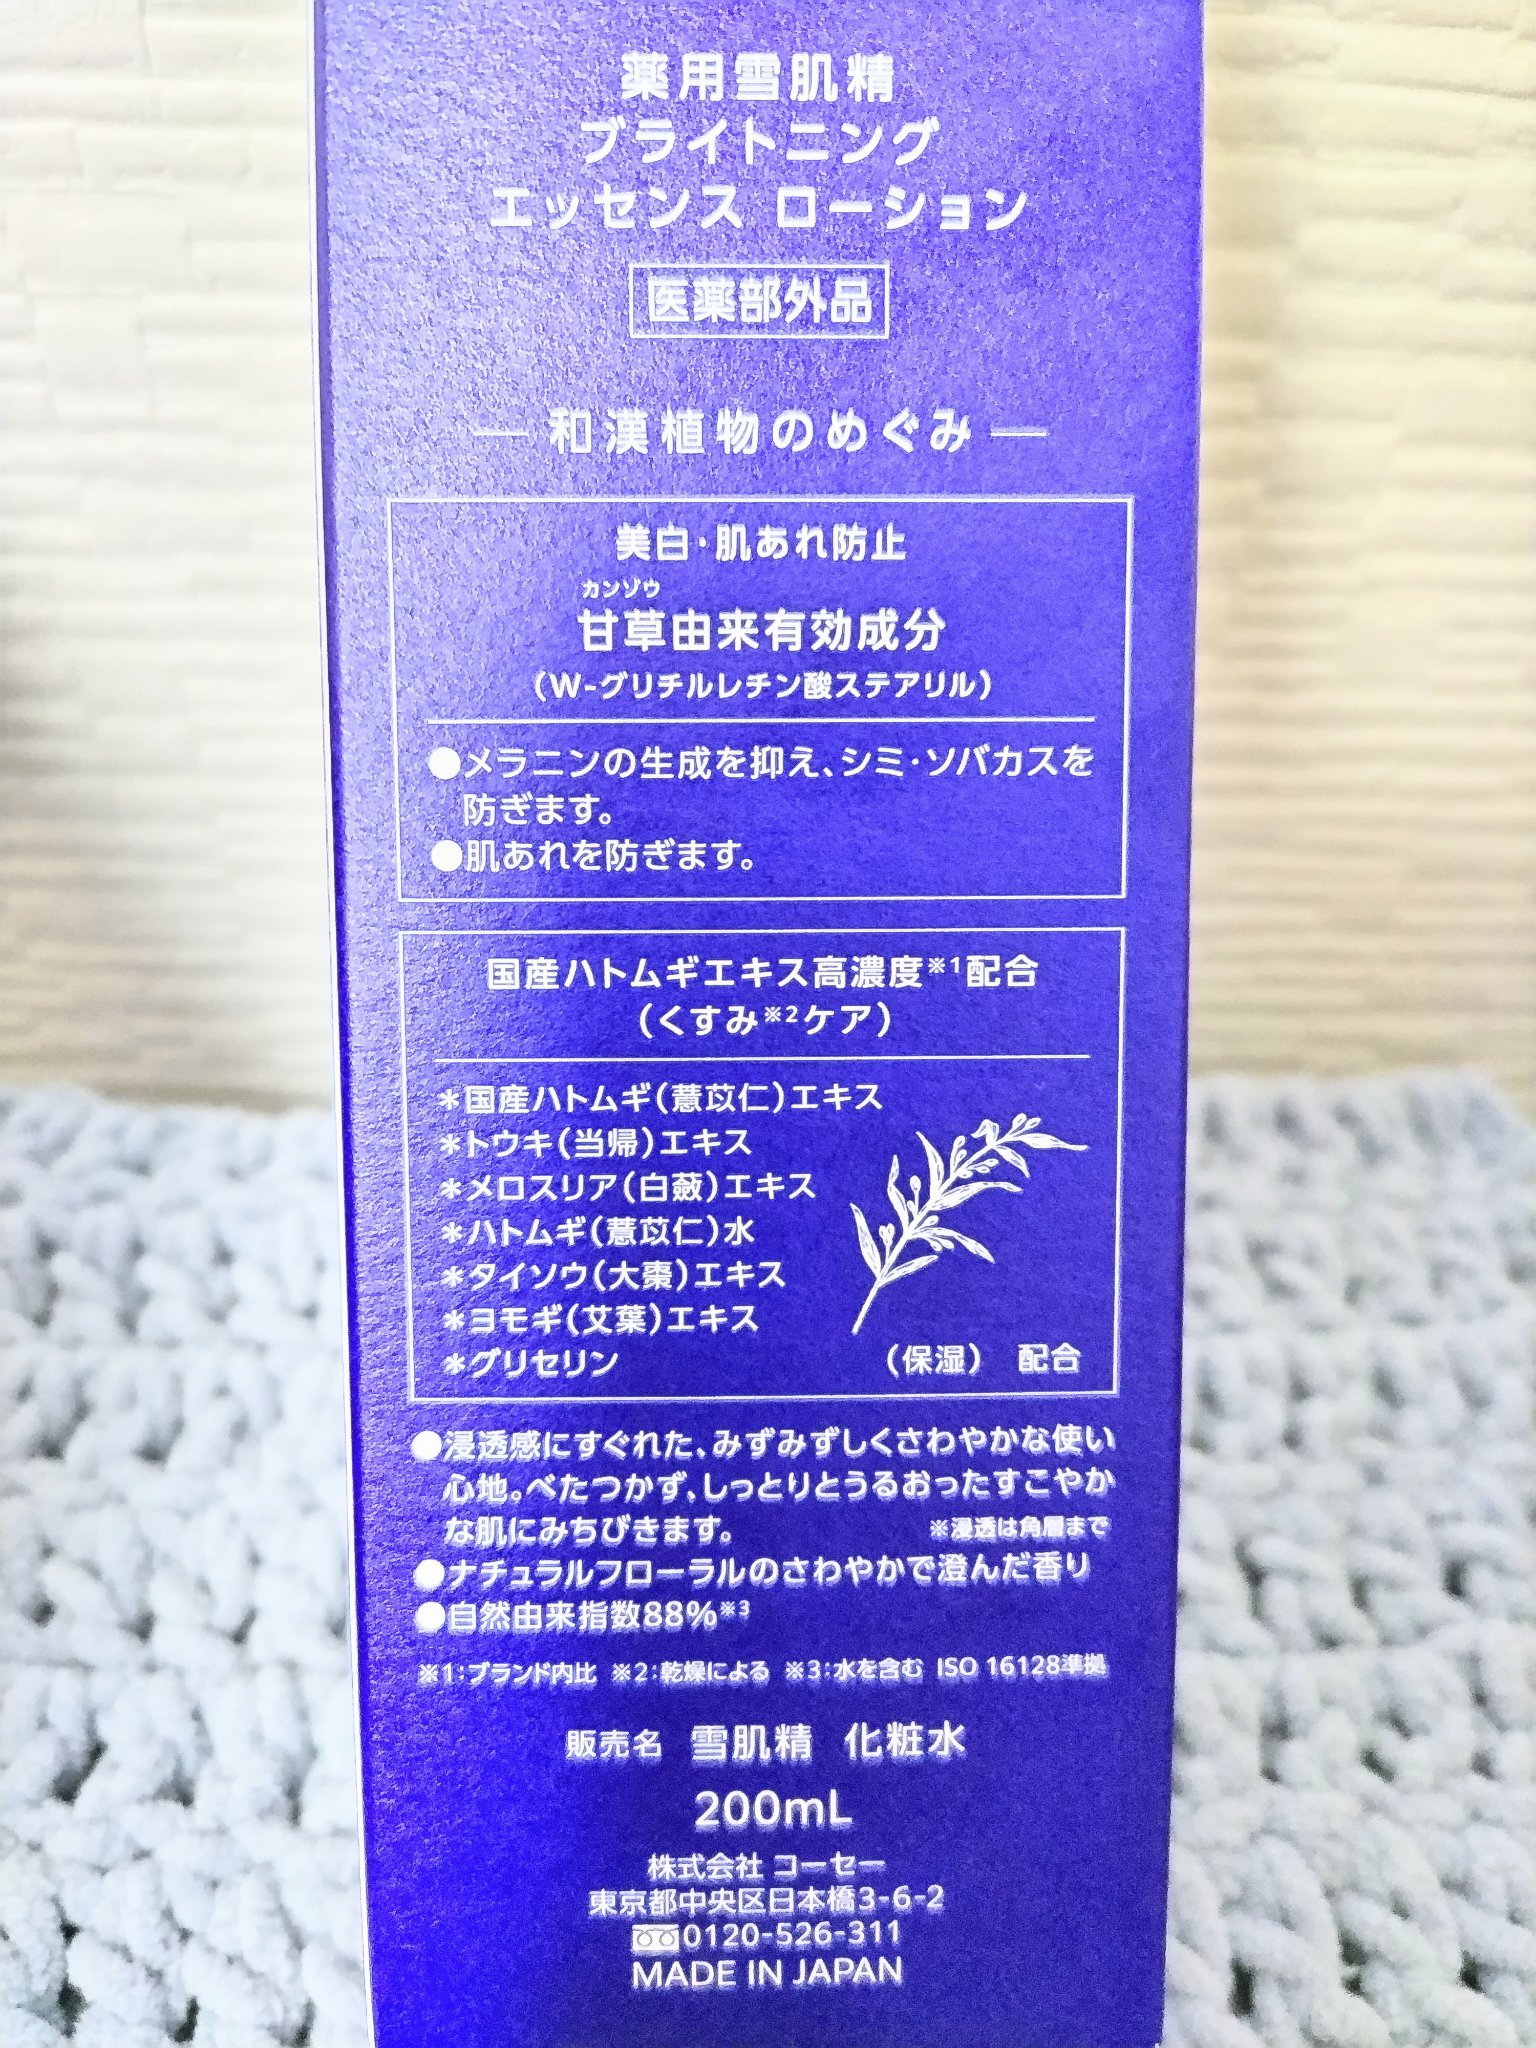 薬用雪肌精
ブライトニング
エッセンス ローション
医薬部外品
和漢植物のめぐみ
美白・肌あれ防止
カンゾウ
甘草由来有効成分
(W-グリチルレチン酸ステアリル)
●メラニンの生成を抑え、シミ・ソバカスを
防ぎます。
●肌あれを防ぎます。
国産ハトムギエキス高濃度※1配合
(くすみ※2ケア)
*国産ハトムギ(薏苡仁)エキス
*トウキ(当帰)エキス
*メロスリア(白蘞)エキス
*ハトムギ(薏苡仁)水
*タイソウ(大棗)エキス
*ヨモギ(艾葉)エキス
*グリセリン (保湿) 配合
●浸透感にすぐれた、みずみずしくさわやかな使い
心地。べたつかず、しっとりとうるおったすこやか
な肌にみちびきます。 ※浸透は角層まで
●ナチュラルフローラルのさわやかで澄んだ香り
●自然由来指数88%※3
※1:ブランド内比 ※2:乾燥による ※3:水を含む ISO 16128準拠
販売名 雪肌精 化粧水
200mL
株式会社 コーセー
東京都中央区日本橋3-6-2
0120-526-311
MADE IN JAPAN